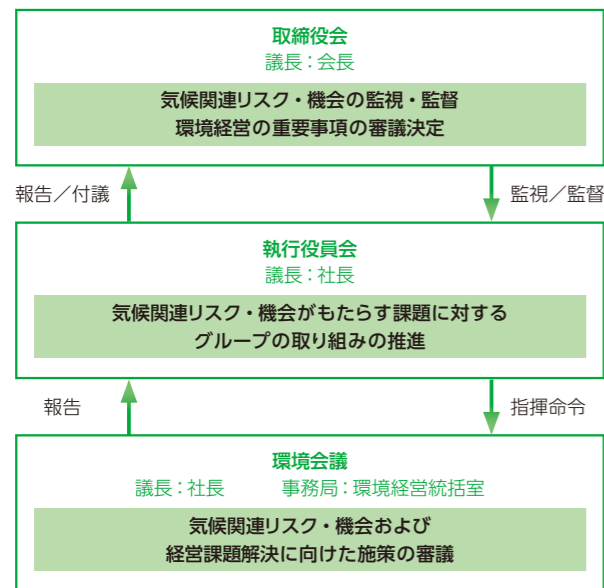 取締役会
議長：会長
気候関連リスク・機会の監視・監督
環境経営の重要事項の審議決定
報告／付議
監視／監督
執行役員会
議長：社長
気候関連リスク・機会がもたらす課題に対する
グループの取り組みの推進
報告
指揮命令
環境会議
議長：社長　　事務局：環境経営統括室
気候関連リスク・機会および
経営課題解決に向けた施策の審議